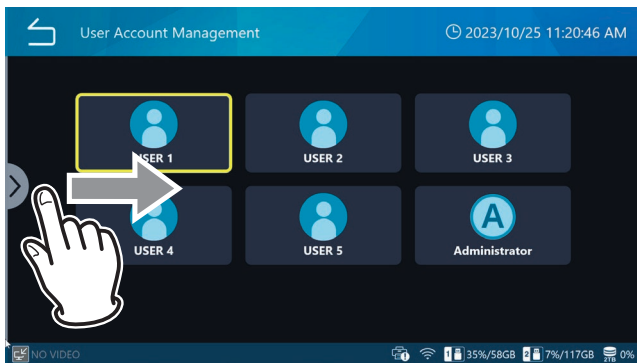 User Account Management
2023/10/25 11:20:46 AM
USER 1
USER 2
USER 3
USER 4
USER 5
A
Administrator
NO VIDEO
1 35%/58GB 2 7%/117GB 2TB 0%